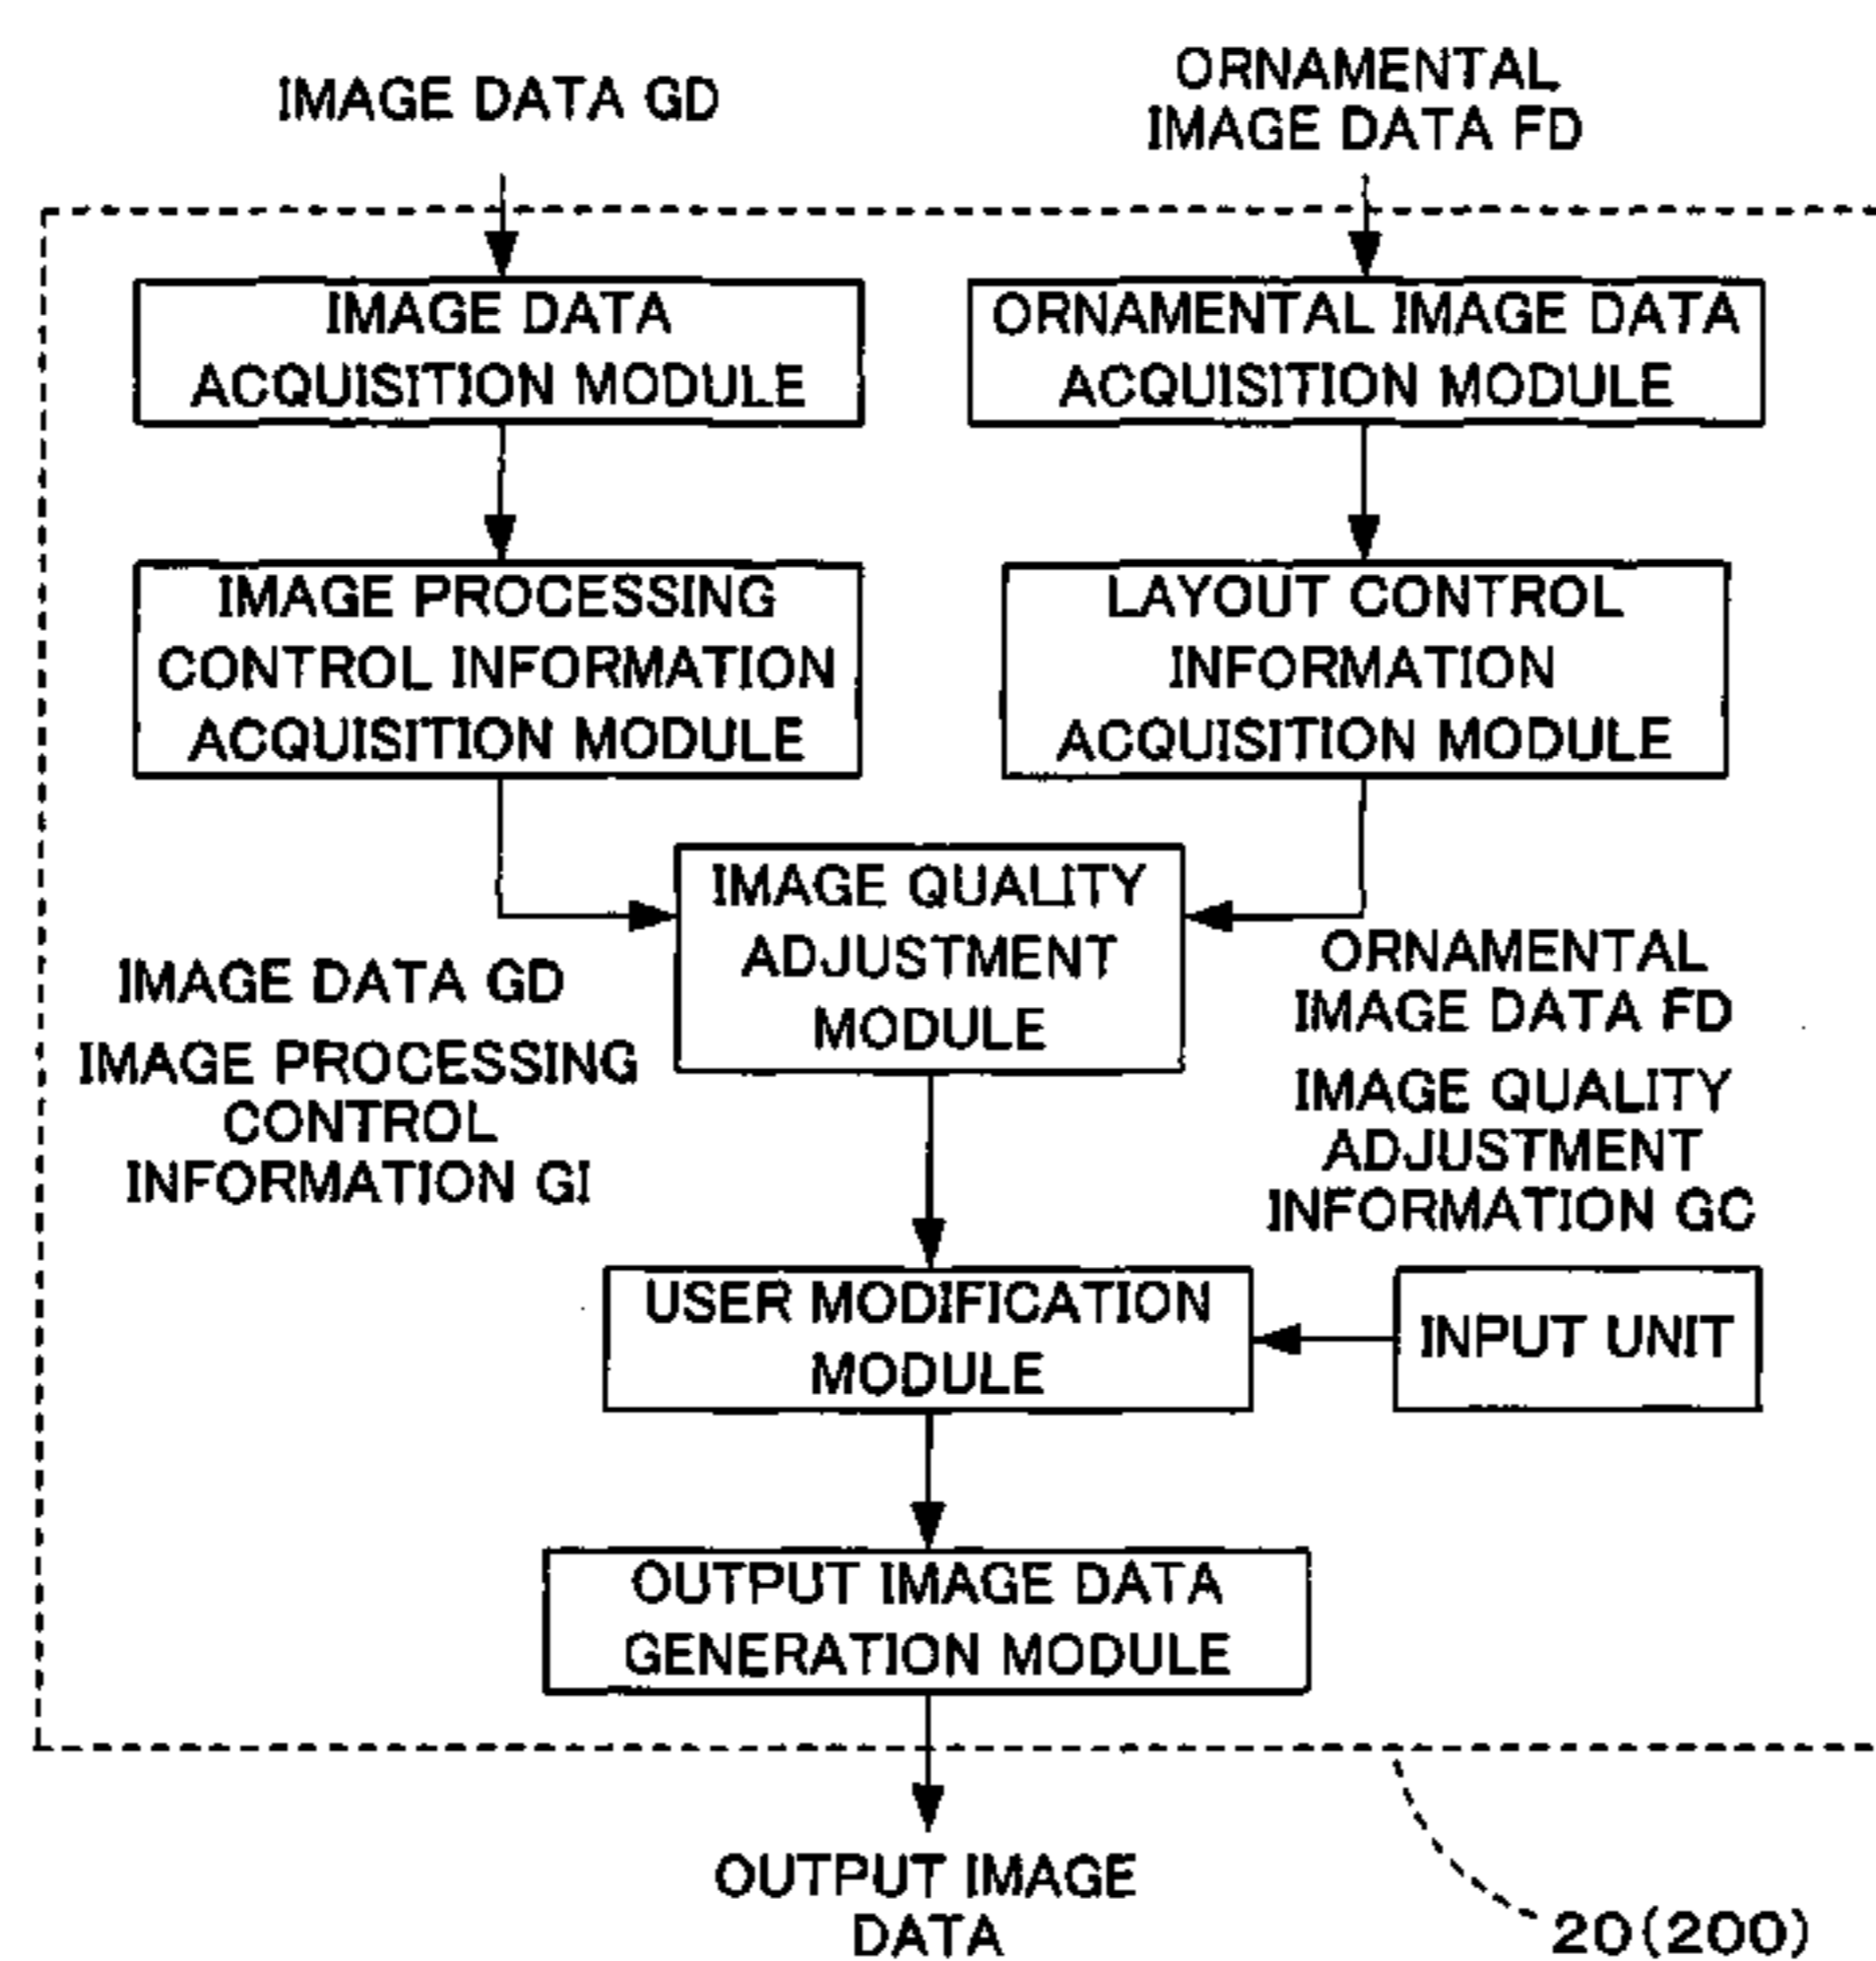 IMAGE DATA GD
ORNAMENTAL
IMAGE DATA FD
IMAGE DATA
ACQUISITION MODULE
ORNAMENTAL IMAGE DATA
ACQUISITION MODULE
IMAGE PROCESSING
CONTROL INFORMATION
ACQUISITION MODULE
LAYOUT CONTROL
INFORMATION
ACQUISITION MODULE
IMAGE QUALITY
ADJUSTMENT
MODULE
IMAGE DATA GD
IMAGE PROCESSING
CONTROL
INFORMATION GI
ORNAMENTAL
IMAGE DATA FD
IMAGE QUALITY
ADJUSTMENT
INFORMATION GC
USER MODIFICATION
MODULE
INPUT UNIT
OUTPUT IMAGE DATA
GENERATION MODULE
OUTPUT IMAGE
DATA
20(200)